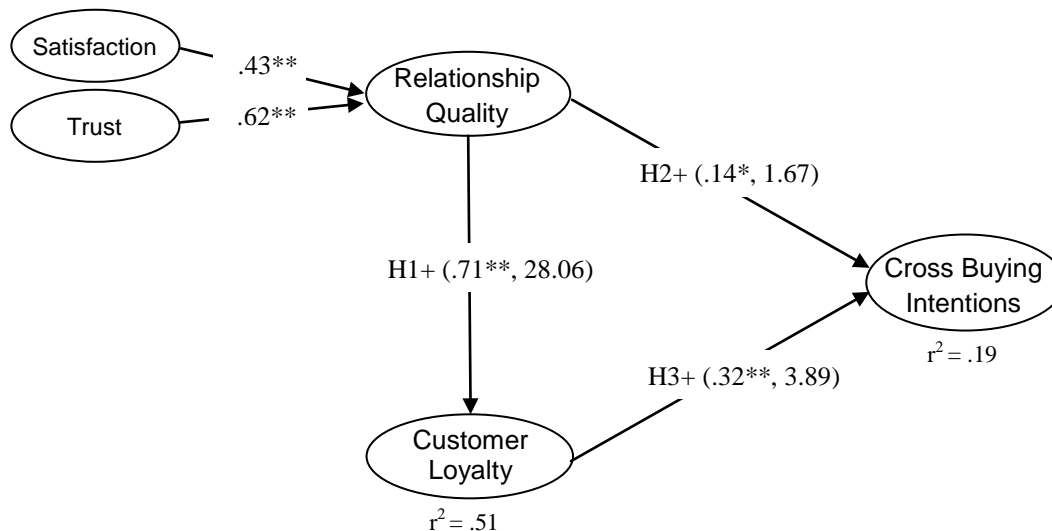 Satisfaction
.43**
Trust
.62**
Relationship
Quality
H2+ (.14*, 1.67)
H1+ (.71**, 28.06)
Cross Buying
Intentions
r² = .19
H3+ (.32**, 3.89)
Customer
Loyalty
r² = .51